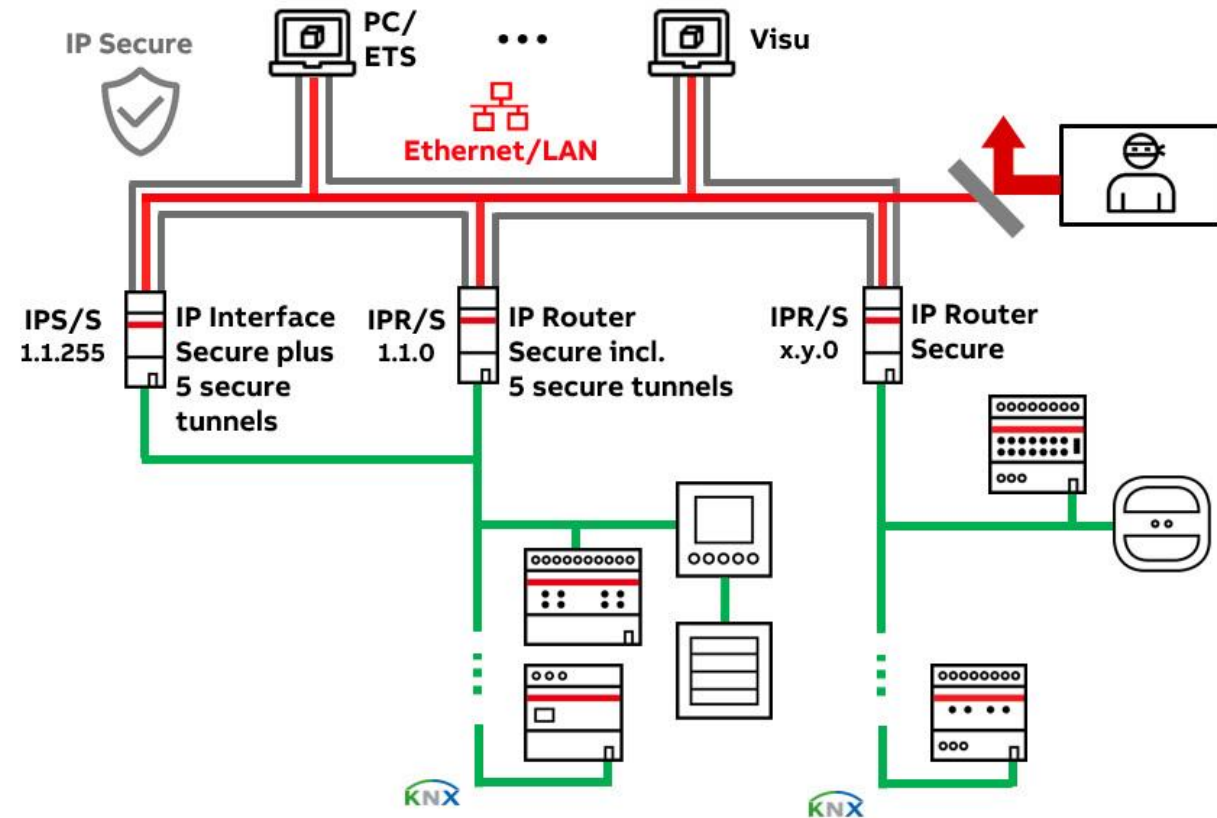 IP Secure
PC/
ETS
...
Visu
Ethernet/LAN
IPS/S
1.1.255
IP Interface
Secure plus
5 secure
tunnels
IPR/S
1.1.0
IP Router
Secure incl.
5 secure tunnels
IPR/S
x.y.0
IP Router
Secure
KNX
KNX